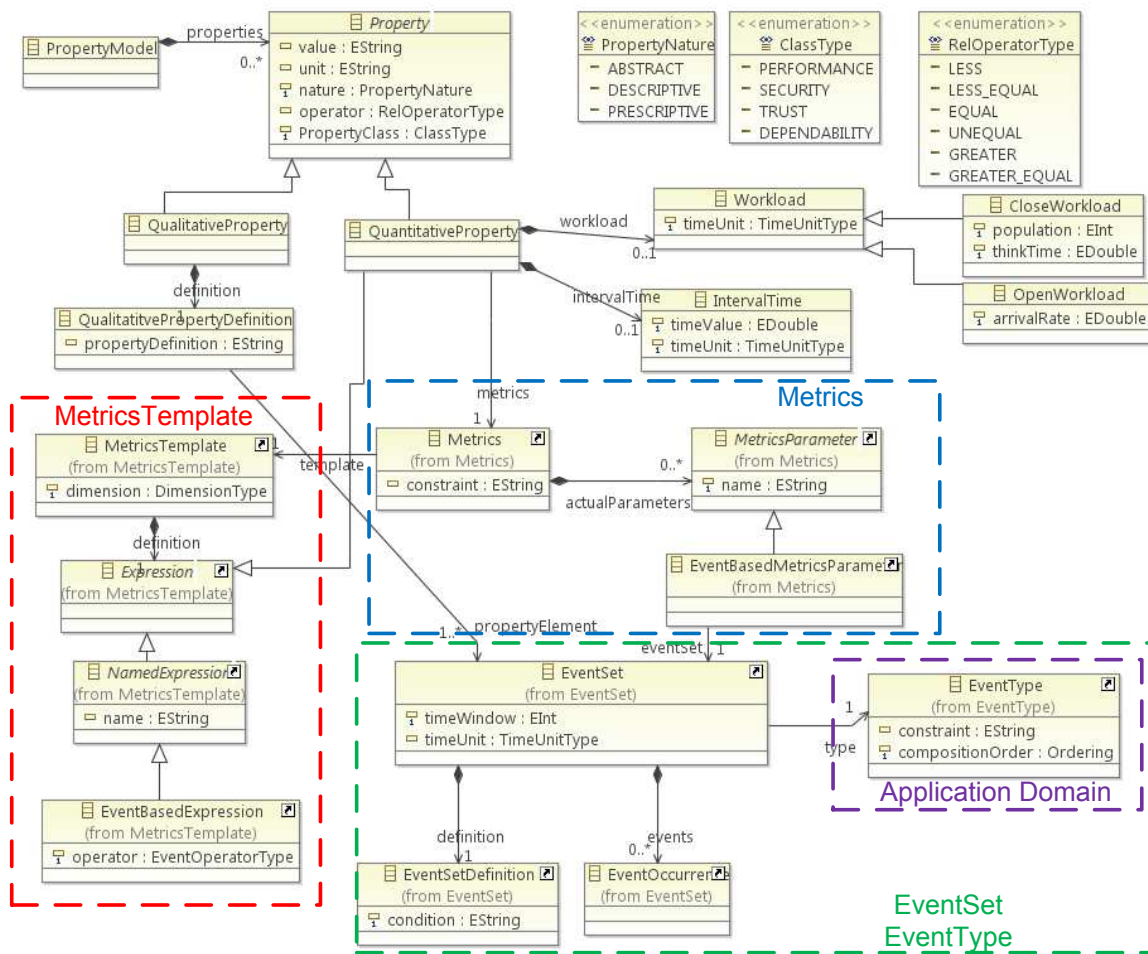 PropertyModel
properties
0..*
Property
value : EString
unit : EString
nature : PropertyNature
operator : RelOperatorType
PropertyClass : ClassType
<<enumeration>>
PropertyNature
ABSTRACT
DESCRIPTIVE
PRESCRIPTIVE
<<enumeration>>
ClassType
PERFORMANCE
SECURITY
TRUST
DEPENDABILITY
<<enumeration>>
RelOperatorType
LESS
LESS_EQUAL
EQUAL
UNEQUAL
GREATER
GREATER_EQUAL
QualitativeProperty
QuantitativeProperty
workload
0..1
Workload
timeUnit : TimeUnitType
CloseWorkload
population : EInt
thinkTime : EDouble
OpenWorkload
arrivalRate : EDouble
definition
1
intervalTime
0..1
IntervalTime
timeValue : EDouble
timeUnit : TimeUnitType
QualitatitvePropertyDefinition
propertyDefinition : EString
metrics
1
Metrics
MetricsTemplate
MetricsTemplate
(from MetricsTemplate)
dimension : DimensionType
1
template
Metrics
(from Metrics)
constraint : EString
0..*
actualParameters
MetricsParameter
(from Metrics)
name : EString
definition
1
Expression
(from MetricsTemplate)
EventBasedMetricsParameter
(from Metrics)
1..*
propertyElement
eventSet
1
NamedExpression
(from MetricsTemplate)
name : EString
EventSet
(from EventSet)
timeWindow : EInt
timeUnit : TimeUnitType
1
type
EventType
(from EventType)
constraint : EString
compositionOrder : Ordering
Application Domain
EventBasedExpression
(from MetricsTemplate)
operator : EventOperatorType
definition
1
events
0..*
EventSetDefinition
(from EventSet)
condition : EString
EventOccurrence
(from EventSet)
EventSet
EventType